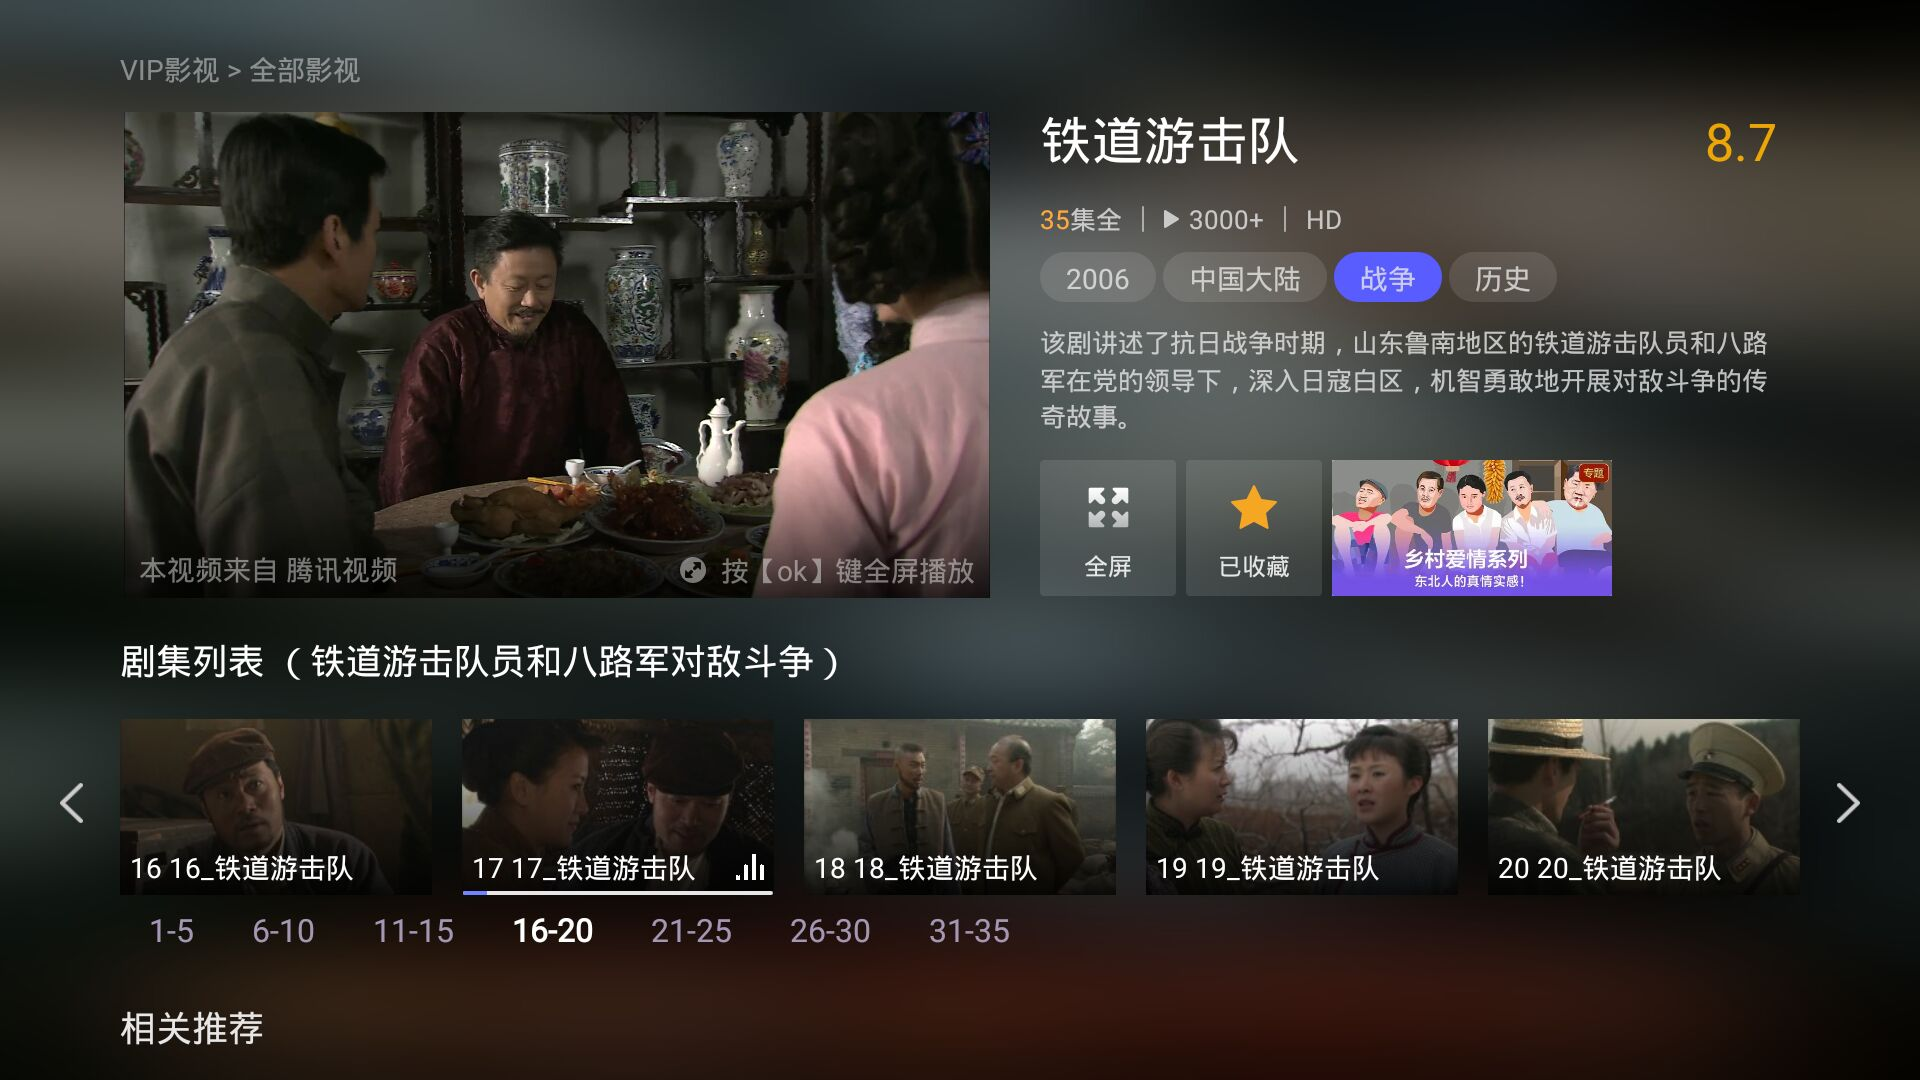 VIP影视 > 全部影视
铁道游击队
8.7
35集全 | ▶ 3000+ | HD
2006 中国大陆 战争 历史
该剧讲述了抗日战争时期，山东鲁南地区的铁道游击队员和八路
军在党的领导下，深入日寇白区，机智勇敢地开展对敌斗争的传
奇故事。
本视频来自 腾讯视频
按【ok】键全屏播放
全屏
已收藏
专题
乡村爱情系列
东北人的真情实感！
剧集列表 （铁道游击队员和八路军对敌斗争）
16 16_铁道游击队
17 17_铁道游击队
18 18_铁道游击队
19 19_铁道游击队
20 20_铁道游击队
1-5 6-10 11-15 16-20 21-25 26-30 31-35
相关推荐